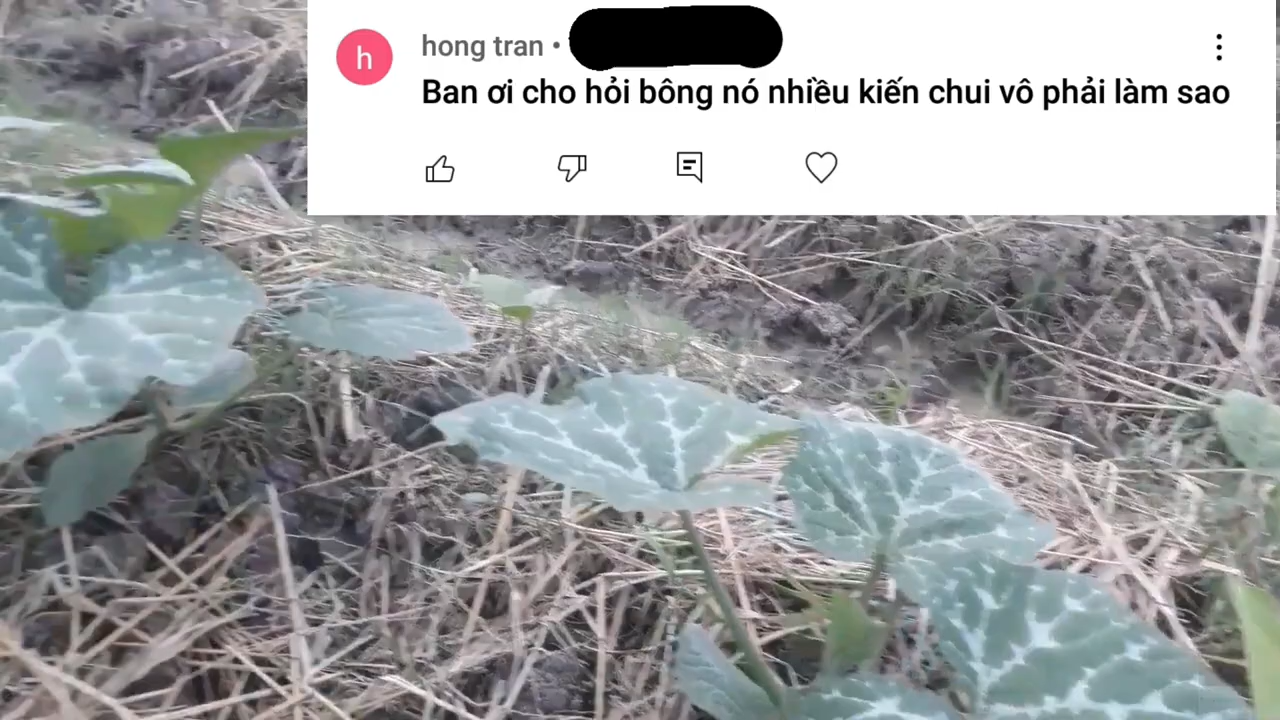 h
hong tran •
Ban ơi cho hỏi bông nó nhiều kiến chui vô phải làm sao